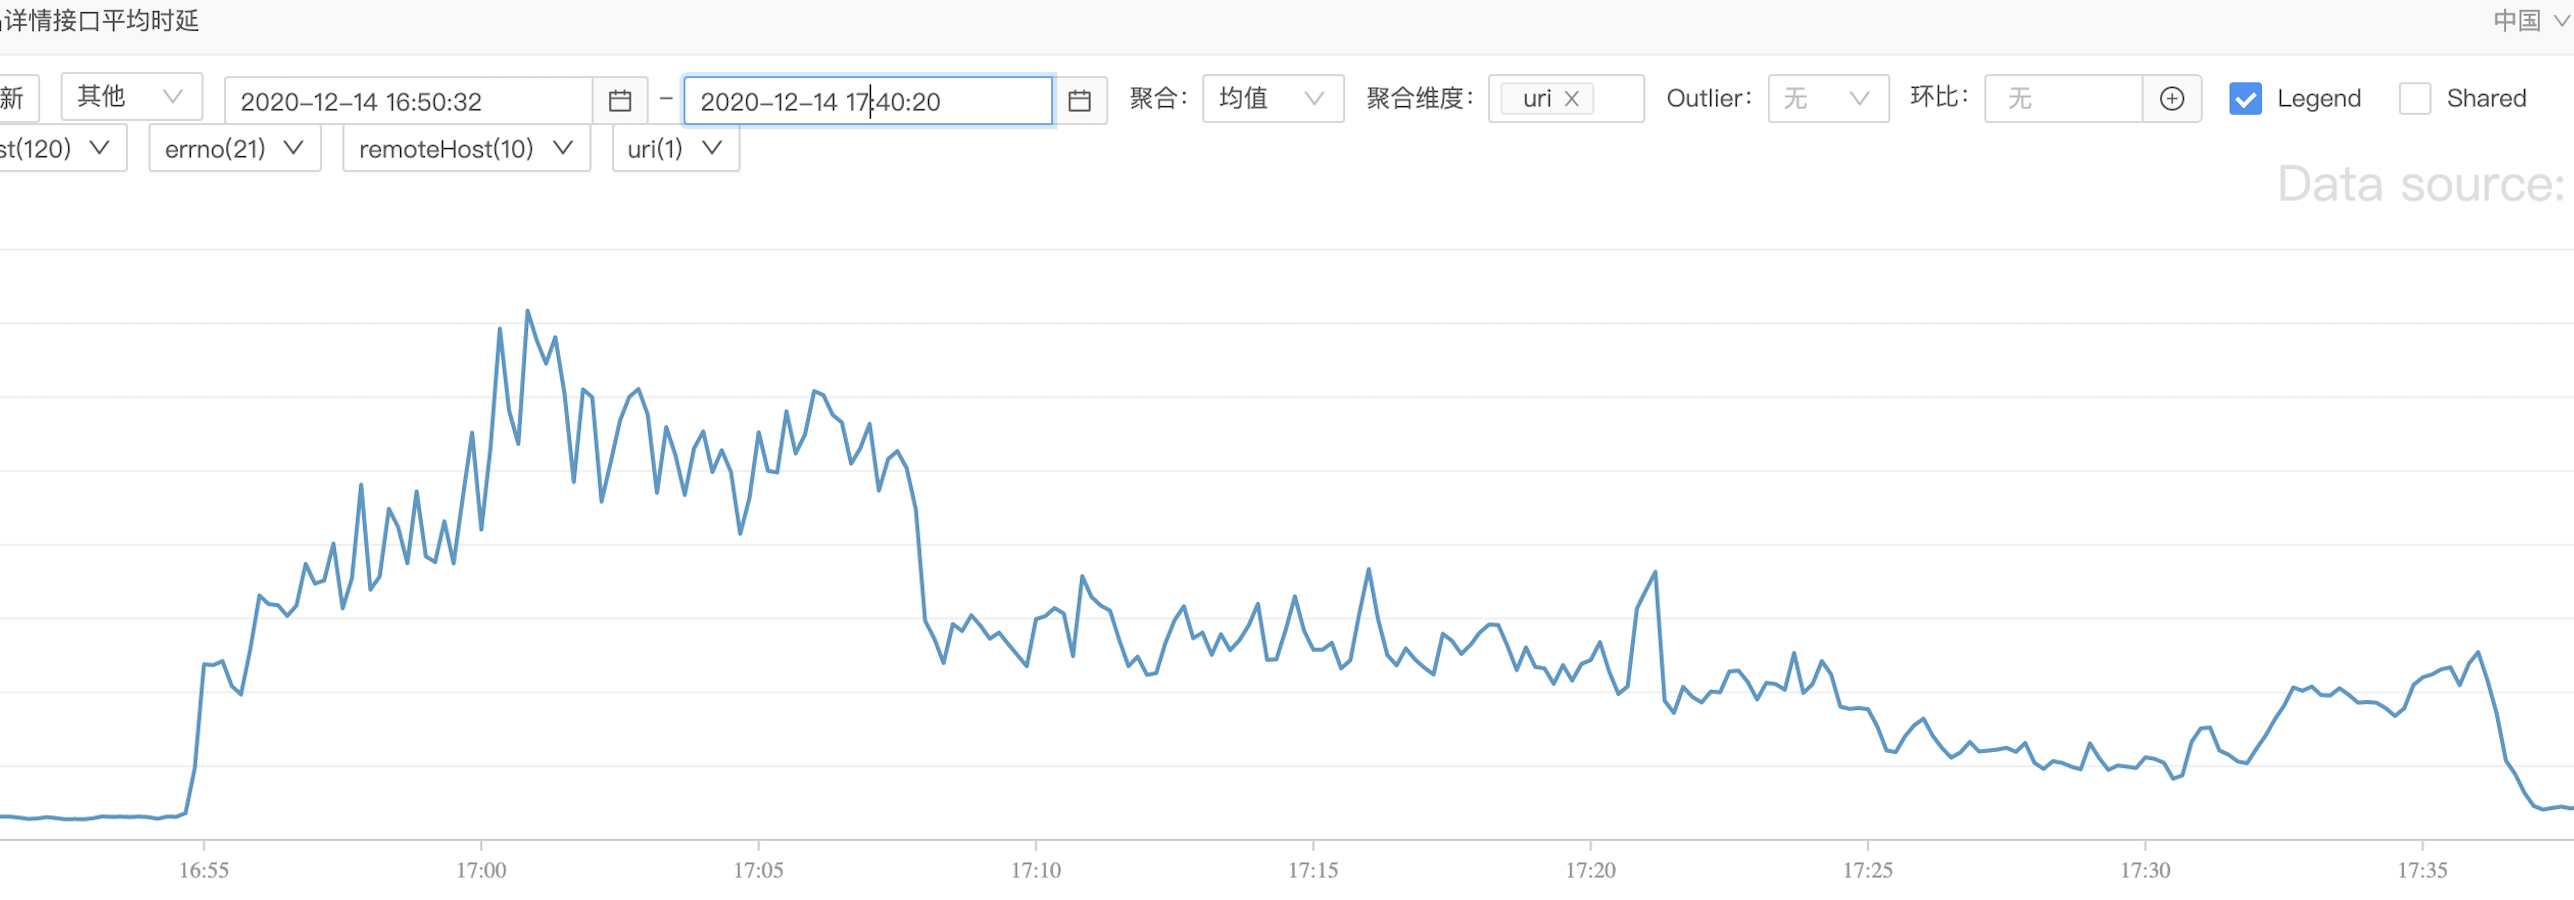 详情接口平均时延 中国
新 其他 2020-12-14 16:50:32 – 2020-12-14 17:40:20 聚合: 均值 聚合维度: uri Outlier: 无 环比: 无 Legend Shared
st(120) errno(21) remoteHost(10) uri(1)
Data source:
16:55 17:00 17:05 17:10 17:15 17:20 17:25 17:30 17:35